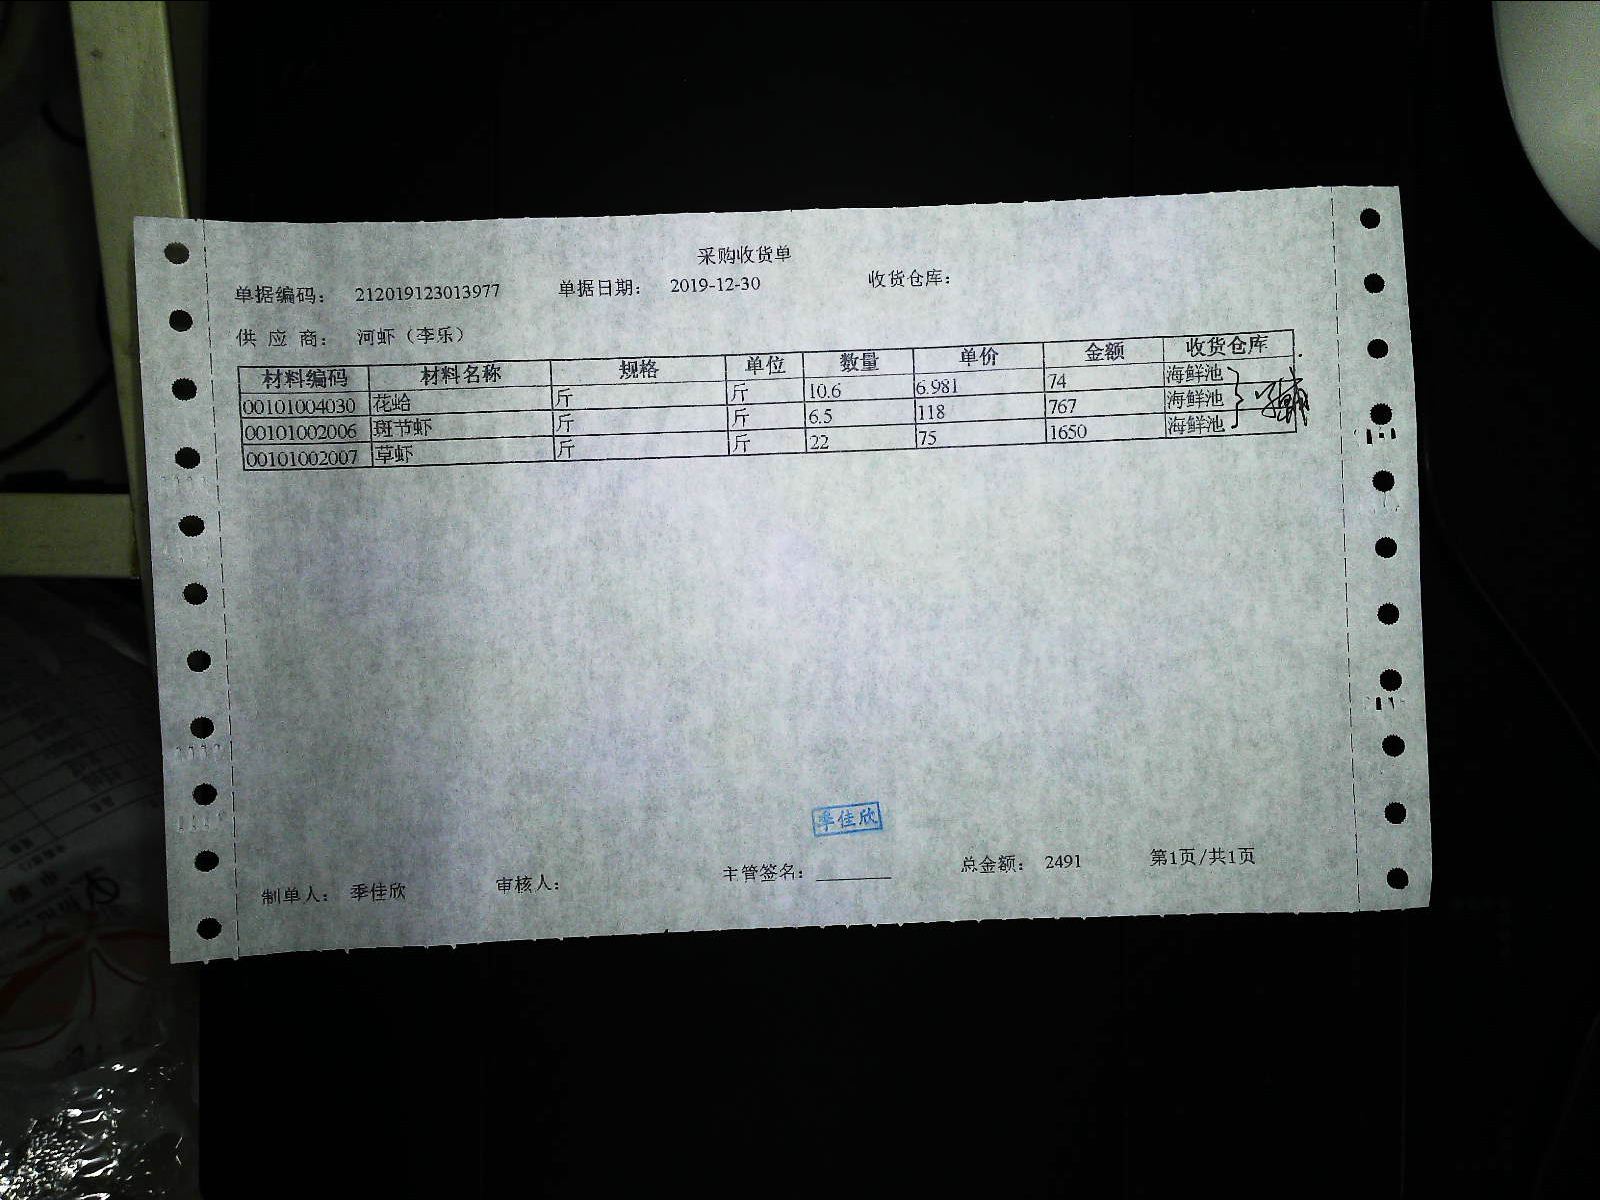 采购收货单
单据编码： 212019123013977 单据日期： 2019-12-30 收货仓库：
供 应 商： 河虾（李乐）
材料编码 材料名称 规格 单位 数量 单价 金额 收货仓库
00101004030 花蛤 斤 斤 10.6 6.981 74 海鲜池
00101002006 斑节虾 斤 斤 6.5 118 767 海鲜池
00101002007 草虾 斤 斤 22 75 1650 海鲜池
季佳欣
制单人： 季佳欣 审核人： 主管签名： 总金额： 2491 第1页/共1页